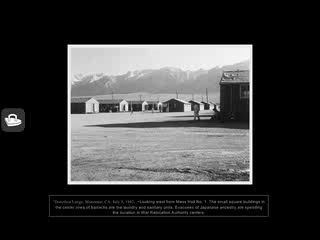 "Dorothea Lange, Manzanar, CA, July 3, 1942. —Looking west from Mess Hall No. 1. The small square buildings in
the center lines of barracks are the laundry and sanitary units. Evacuees of Japanese ancestry are spending
the duration in War Relocation Authority centers.